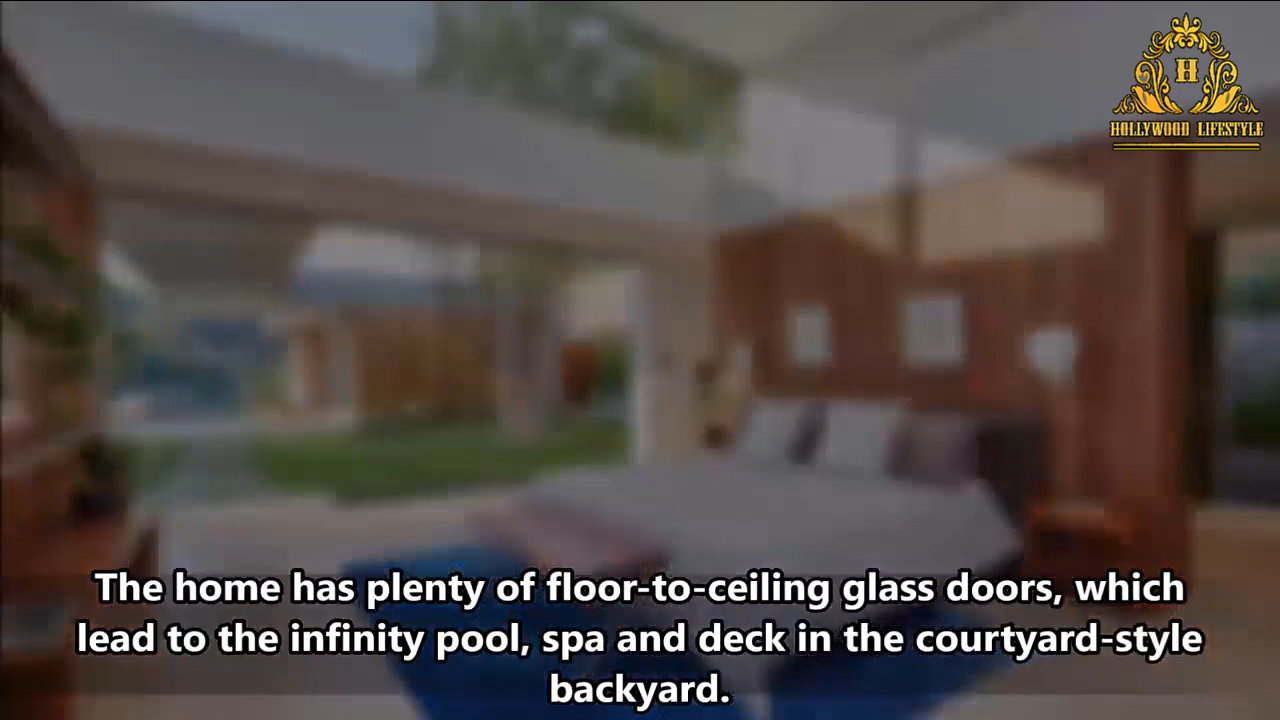 H
HOLLYWOOD LIFESTYLE
The home has plenty of floor-to-ceiling glass doors, which
lead to the infinity pool, spa and deck in the courtyard-style
backyard.